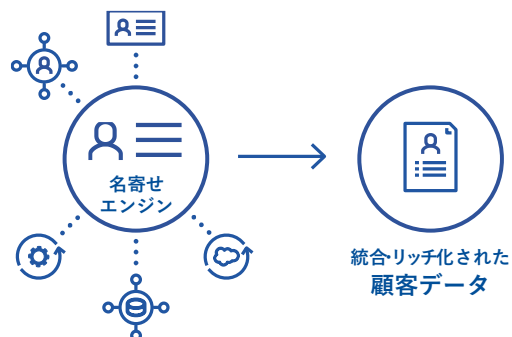 名寄せ
エンジン
統合・リッチ化された
顧客データ